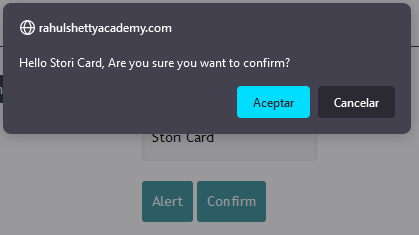 rahulshettyacademy.com
Hello Stori Card, Are you sure you want to confirm?
Aceptar Cancelar
Stori Card
Alert Confirm